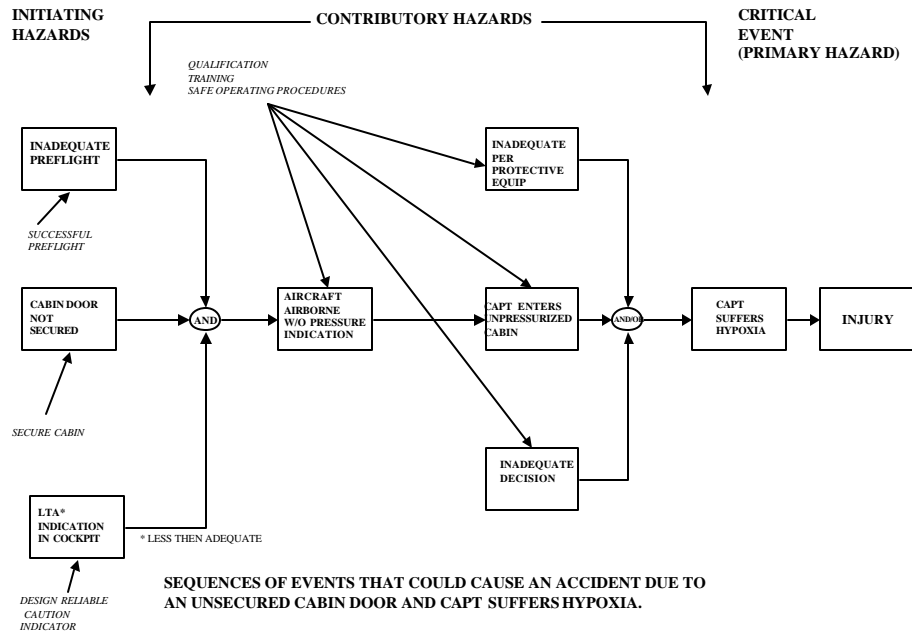 INITIATING
HAZARDS
CONTRIBUTORY HAZARDS
CRITICAL
EVENT
(PRIMARY HAZARD)
QUALIFICATION
TRAINING
SAFE OPERATING PROCEDURES
INADEQUATE
PREFLIGHT
INADEQUATE
PER
PROTECTIVE
EQUIP
SUCCESSFUL
PREFLIGHT
CABIN DOOR
NOT
SECURED
AND
AIRCRAFT
AIRBORNE
W/O PRESSURE
INDICATION
CAPT ENTERS
UNPRESSURIZED
CABIN
AND/OR
CAPT
SUFFERS
HYPOXIA
INJURY
SECURE CABIN
INADEQUATE
DECISION
LTA*
INDICATION
IN COCKPIT
* LESS THEN ADEQUATE
DESIGN RELIABLE
CAUTION
INDICATOR
SEQUENCES OF EVENTS THAT COULD CAUSE AN ACCIDENT DUE TO
AN UNSECURED CABIN DOOR AND CAPT SUFFERS HYPOXIA.